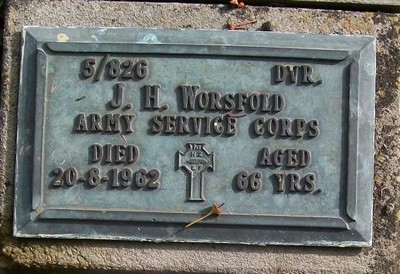 5/826 DVR.
J. H. WORSFOLD
ARMY SERVICE CORPS
DIED AGED
20-8-1962 66 YRS.